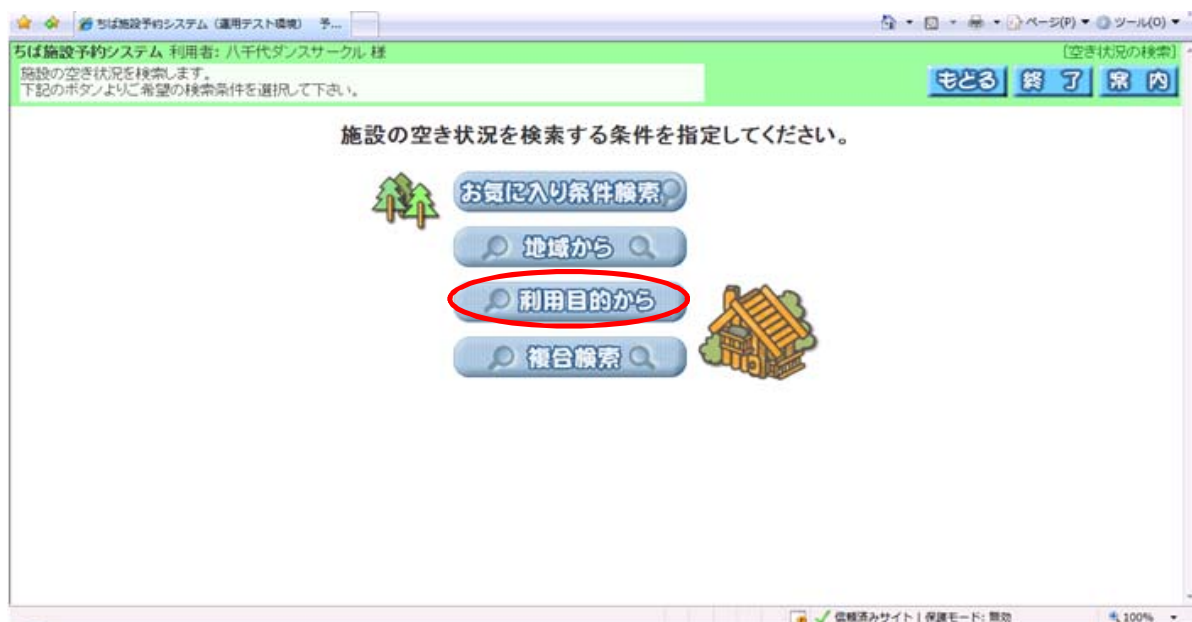 ちば施設予約システム（運用テスト環境） 予...
ページ(P) ツール(O)
ちば施設予約システム 利用者: 八千代ダンスサークル 様
[空き状況の検索]
施設の空き状況を検索します。
下記のボタンよりご希望の検索条件を選択して下さい。
もどる 終了 案内
施設の空き状況を検索する条件を指定してください。
お気に入り条件検索
地域から
利用目的から
複合検索
信頼済みサイト | 保護モード: 無効
100%